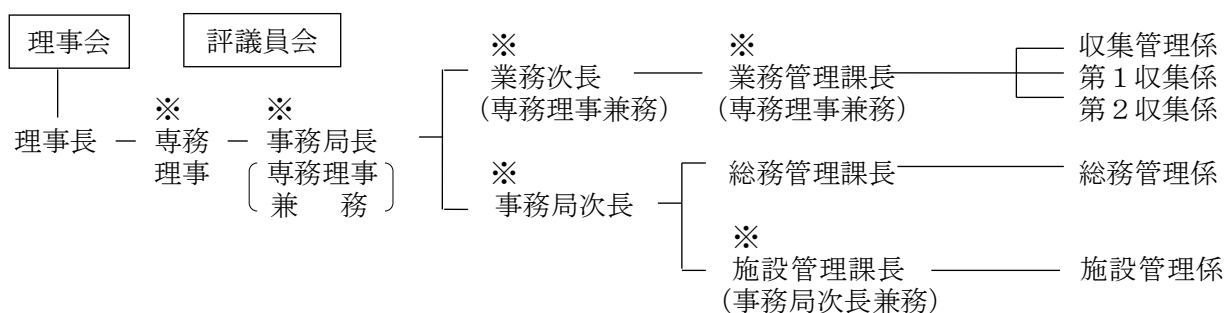 理事会
評議員会
※ ※ 収集管理係
業務次長 業務管理課長 第１収集係
(専務理事兼務) (専務理事兼務) 第２収集係
※ ※
理事長 － 専務 － 事務局長
理事 専務理事
兼　務
※ 総務管理課長 総務管理係
事務局次長
※
施設管理課長 施設管理係
(事務局次長兼務)